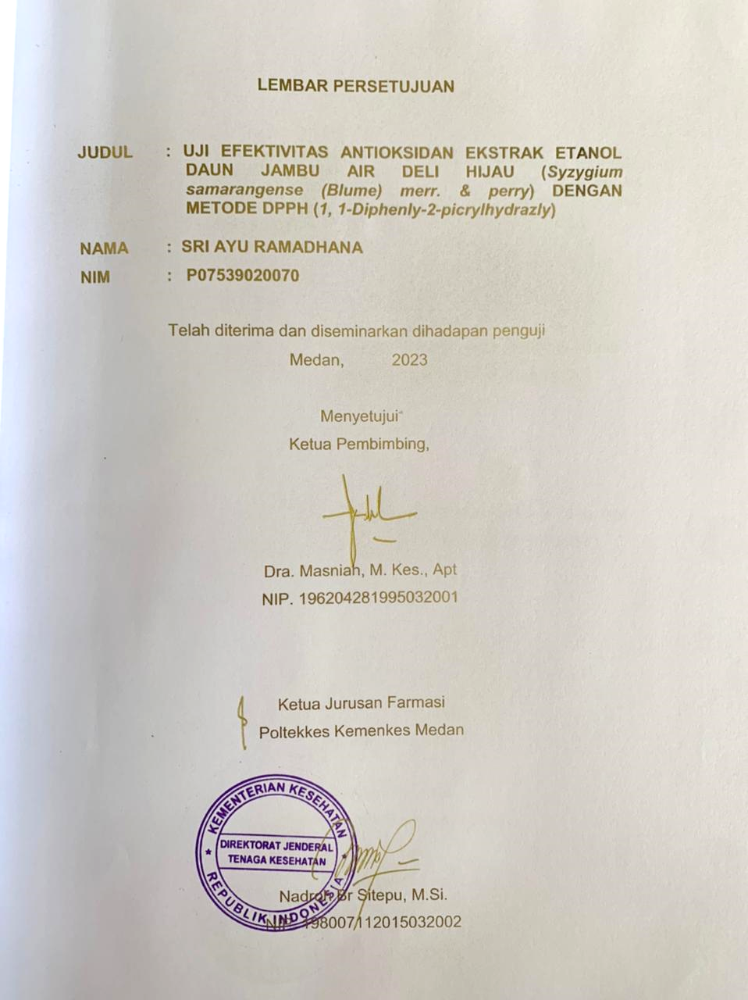 LEMBAR PERSETUJUAN
JUDUL : UJI EFEKTIVITAS ANTIOKSIDAN EKSTRAK ETANOL
DAUN JAMBU AIR DELI HIJAU (Syzygium
samarangense (Blume) merr. & perry) DENGAN
METODE DPPH (1, 1-Diphenly-2-picrylhydrazly)
NAMA : SRI AYU RAMADHANA
NIM : P07539020070
Telah diterima dan diseminarkan dihadapan penguji
Medan, 2023
Menyetujui
Ketua Pembimbing,
Dra. Masniah, M. Kes., Apt
NIP. 196204281995032001
Ketua Jurusan Farmasi
Poltekkes Kemenkes Medan
KEMENTERIAN KESEHATAN
DIREKTORAT JENDERAL
TENAGA KESEHATAN
REPUBLIK INDONESIA
Nadroh Br Sitepu, M.Si.
NIP 198007112015032002